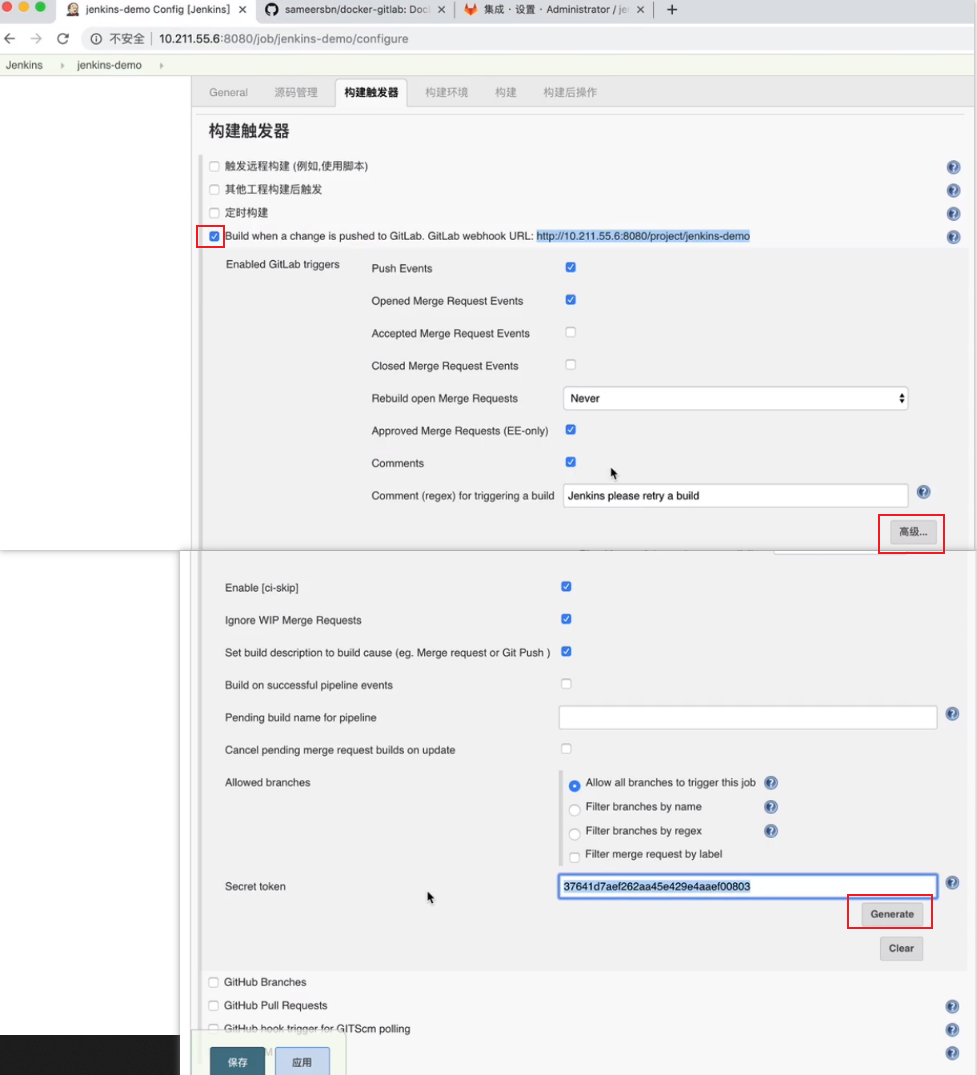 jenkins-demo Config [Jenkins]
sameersbn/docker-gitlab: Doc
集成 · 设置 · Administrator / je
不安全 10.211.55.6:8080/job/jenkins-demo/configure
Jenkins jenkins-demo
General 源码管理 构建触发器 构建环境 构建 构建后操作
构建触发器
触发远程构建 (例如,使用脚本)
其他工程构建后触发
定时构建
Build when a change is pushed to GitLab. GitLab webhook URL: http://10.211.55.6:8080/project/jenkins-demo
Enabled GitLab triggers
Push Events
Opened Merge Request Events
Accepted Merge Request Events
Closed Merge Request Events
Rebuild open Merge Requests Never
Approved Merge Requests (EE-only)
Comments
Comment (regex) for triggering a build Jenkins please retry a build
高级...
Enable [ci-skip]
Ignore WIP Merge Requests
Set build description to build cause (eg. Merge request or Git Push )
Build on successful pipeline events
Pending build name for pipeline
Cancel pending merge request builds on update
Allowed branches
Allow all branches to trigger this job
Filter branches by name
Filter branches by regex
Filter merge request by label
Secret token 37641d7aef262aa45e429e4aaef00803
Generate
Clear
GitHub Branches
GitHub Pull Requests
GitHub hook trigger for GITScm polling
保存 应用